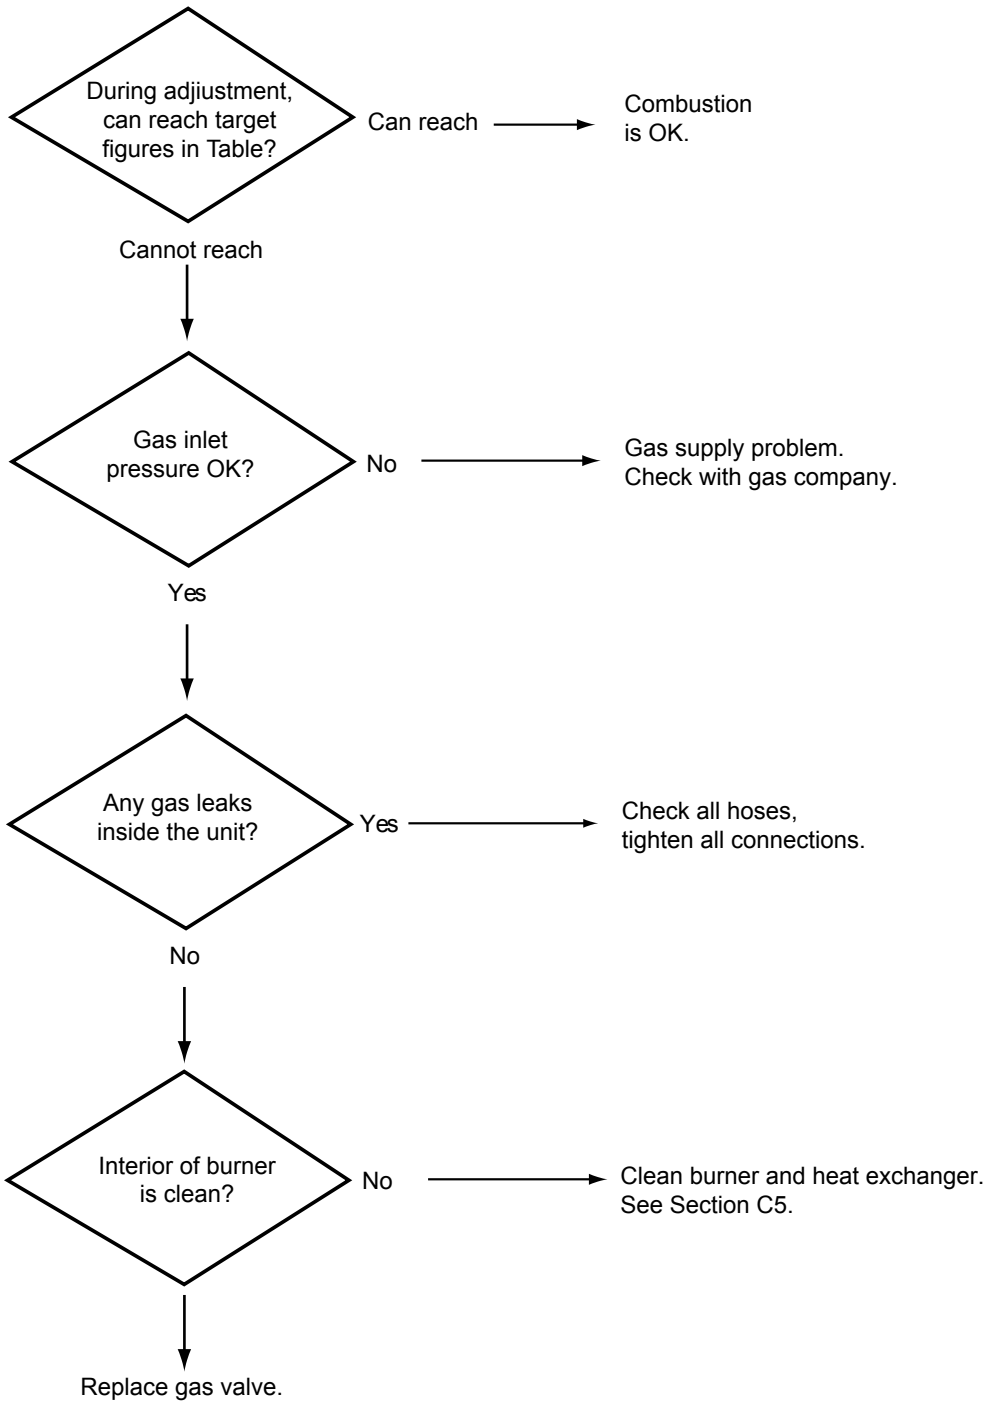 During adjiustment,
can reach target
figures in Table?
Can reach
Combustion
is OK.
Cannot reach
Gas inlet
pressure OK?
No
Gas supply problem.
Check with gas company.
Yes
Any gas leaks
inside the unit?
Yes
Check all hoses,
tighten all connections.
No
Interior of burner
is clean?
No
Clean burner and heat exchanger.
See Section C5.
Replace gas valve.